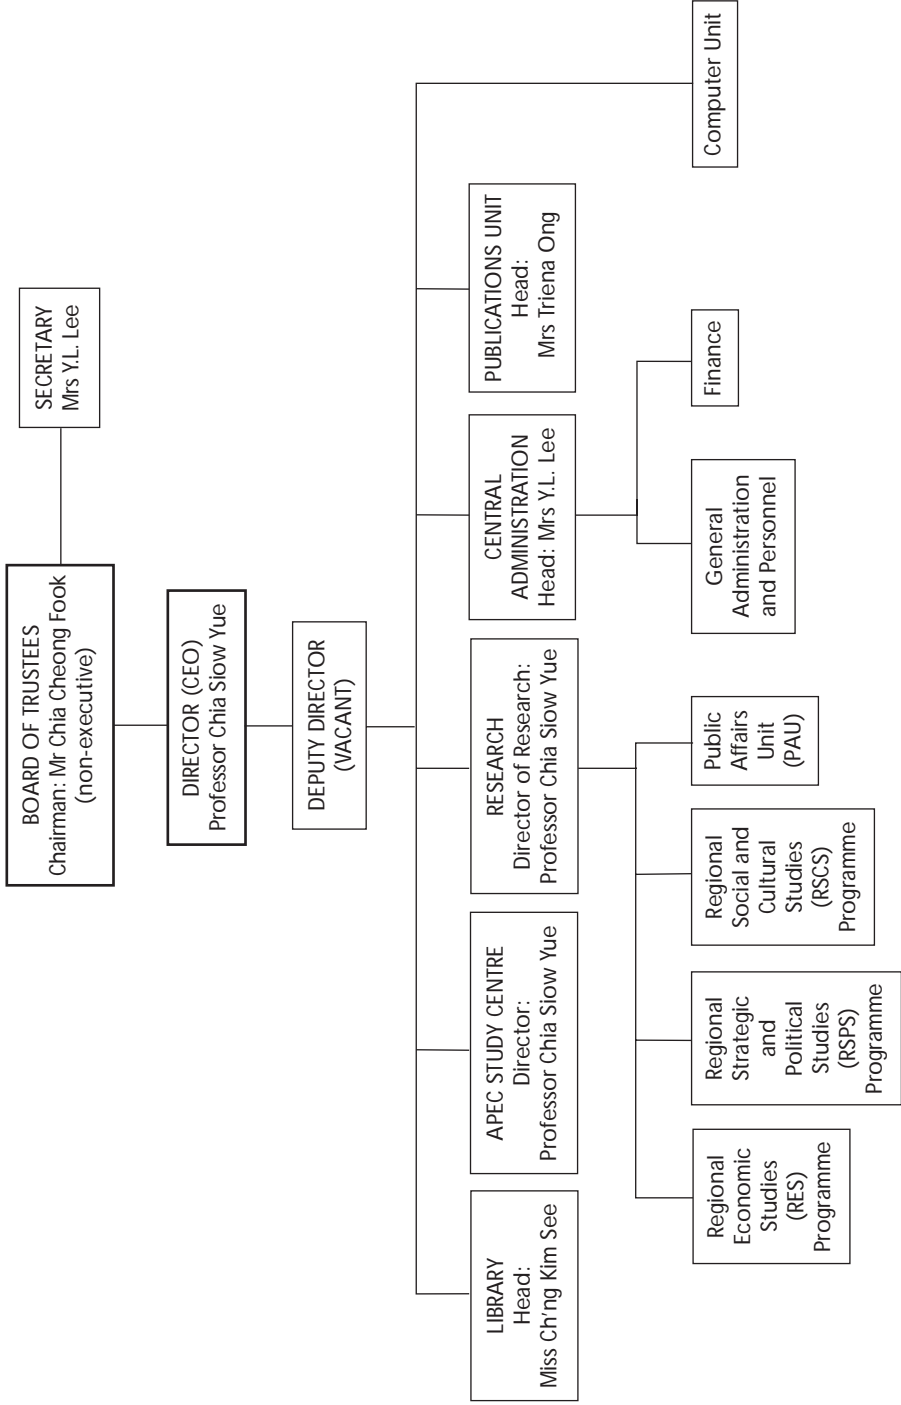 BOARD OF TRUSTEES
Chairman: Mr Chia Cheong Fook
(non-executive)
SECRETARY
Mrs Y.L. Lee
DIRECTOR (CEO)
Professor Chia Siow Yue
DEPUTY DIRECTOR
(VACANT)
LIBRARY
Head:
Miss Ch'ng Kim See
APEC STUDY CENTRE
Director:
Professor Chia Siow Yue
RESEARCH
Director of Research:
Professor Chia Siow Yue
CENTRAL
ADMINISTRATION
Head: Mrs Y.L. Lee
PUBLICATIONS UNIT
Head:
Mrs Triena Ong
Regional
Economic
Studies
(RES)
Programme
Regional
Strategic
and
Political
Studies
(RSPS)
Programme
Regional
Social and
Cultural
Studies
(RSCS)
Programme
Public
Affairs
Unit
(PAU)
General
Administration
and Personnel
Finance
Computer Unit